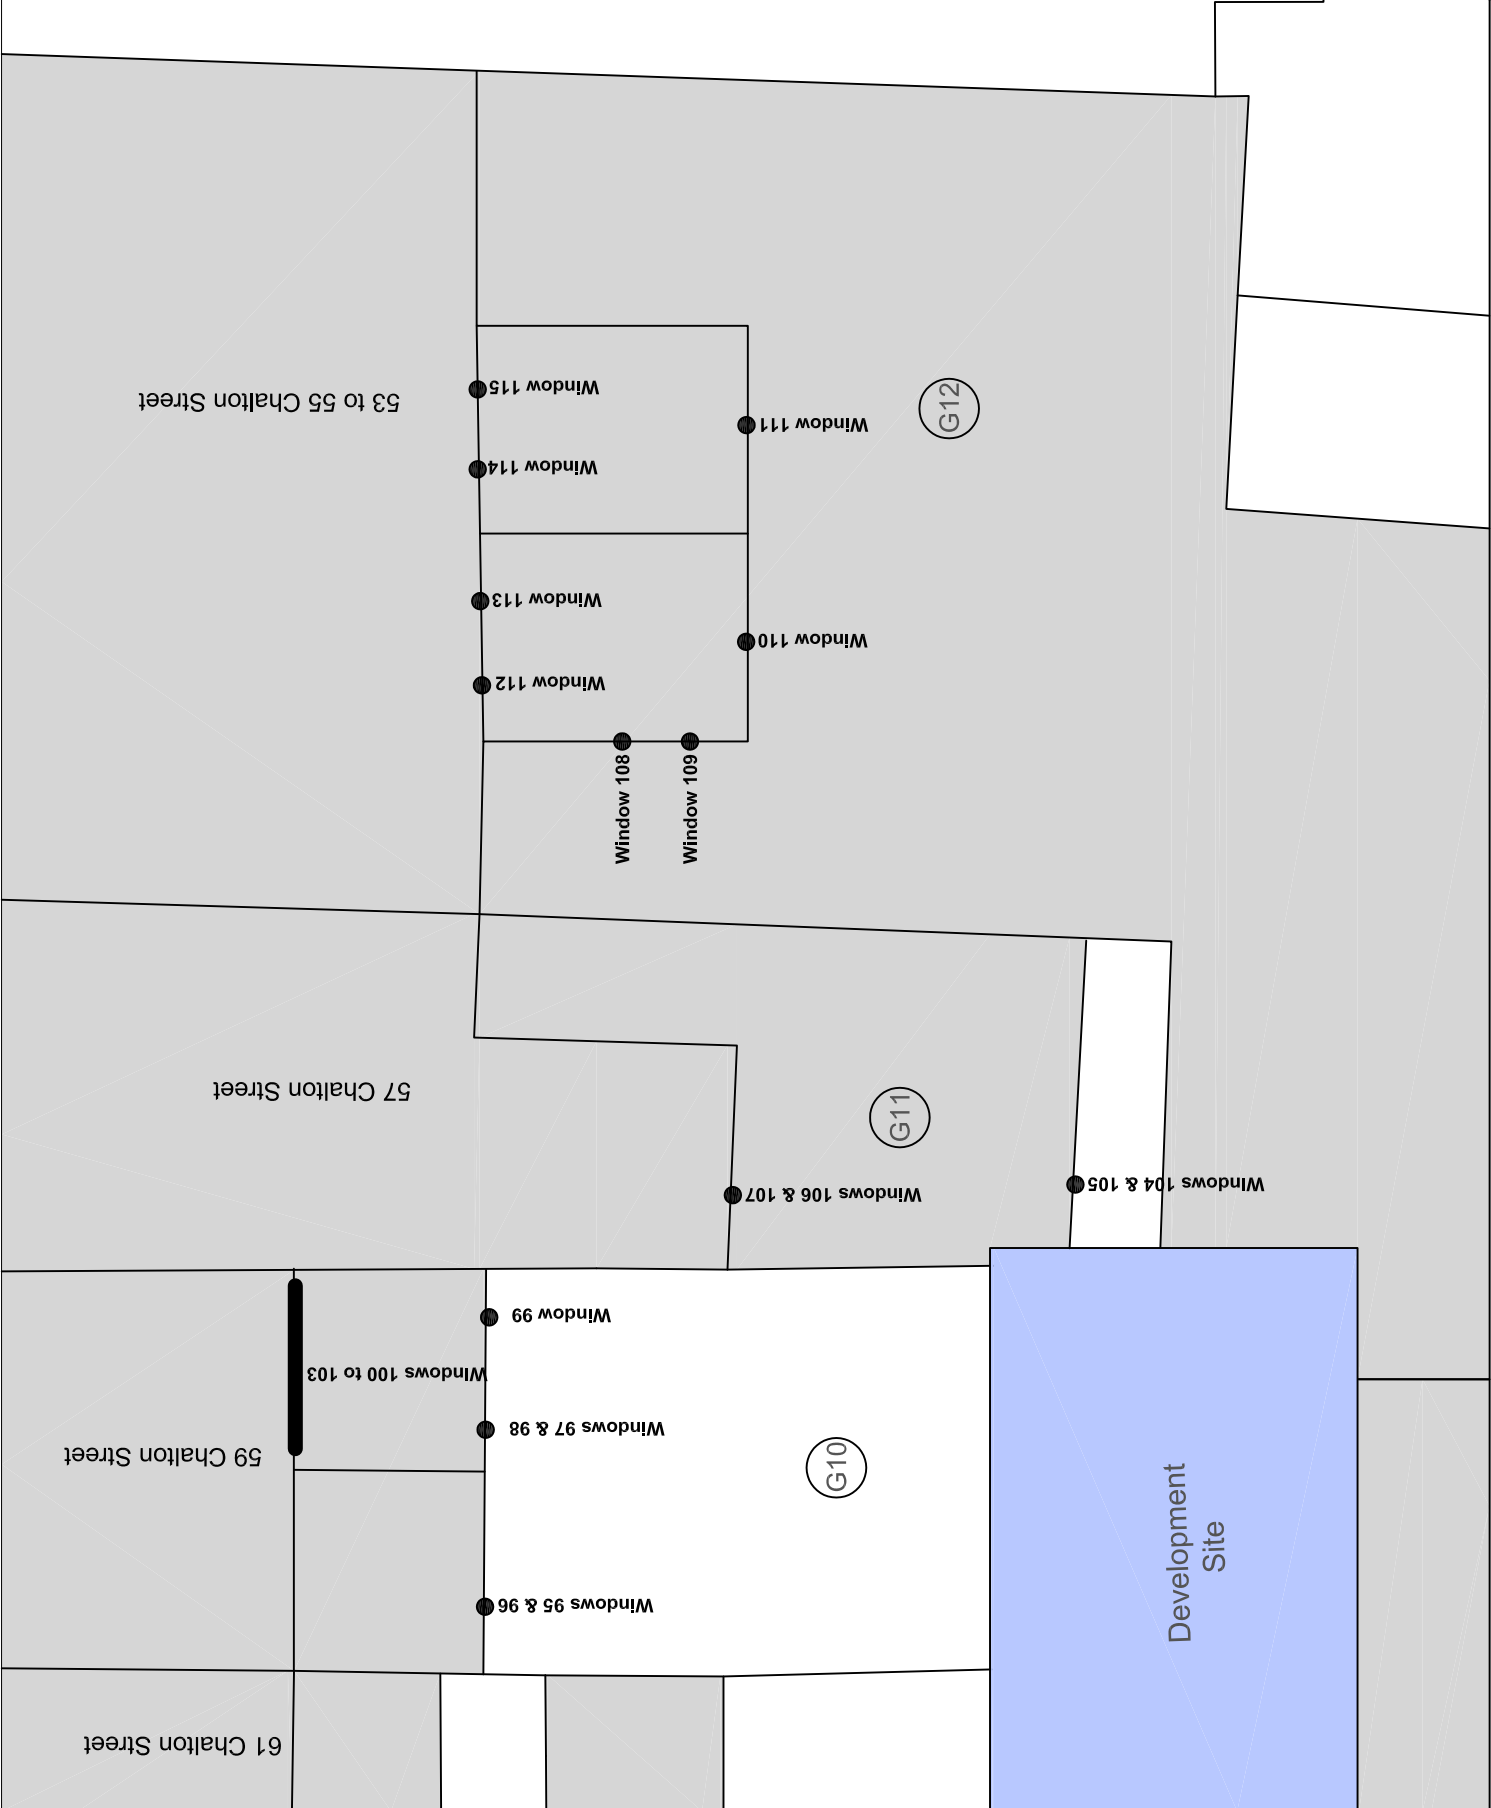 53 to 55 Chalton Street
Window 115
Window 111
G12
Window 114
Window 113
Window 110
Window 112
Window 108
Window 109
57 Chalton Street
G11
Windows 106 & 107
Windows 104 & 105
Window 99
Windows 100 to 103
Windows 97 & 98
59 Chalton Street
G10
Windows 95 & 96
Development
Site
61 Chalton Street